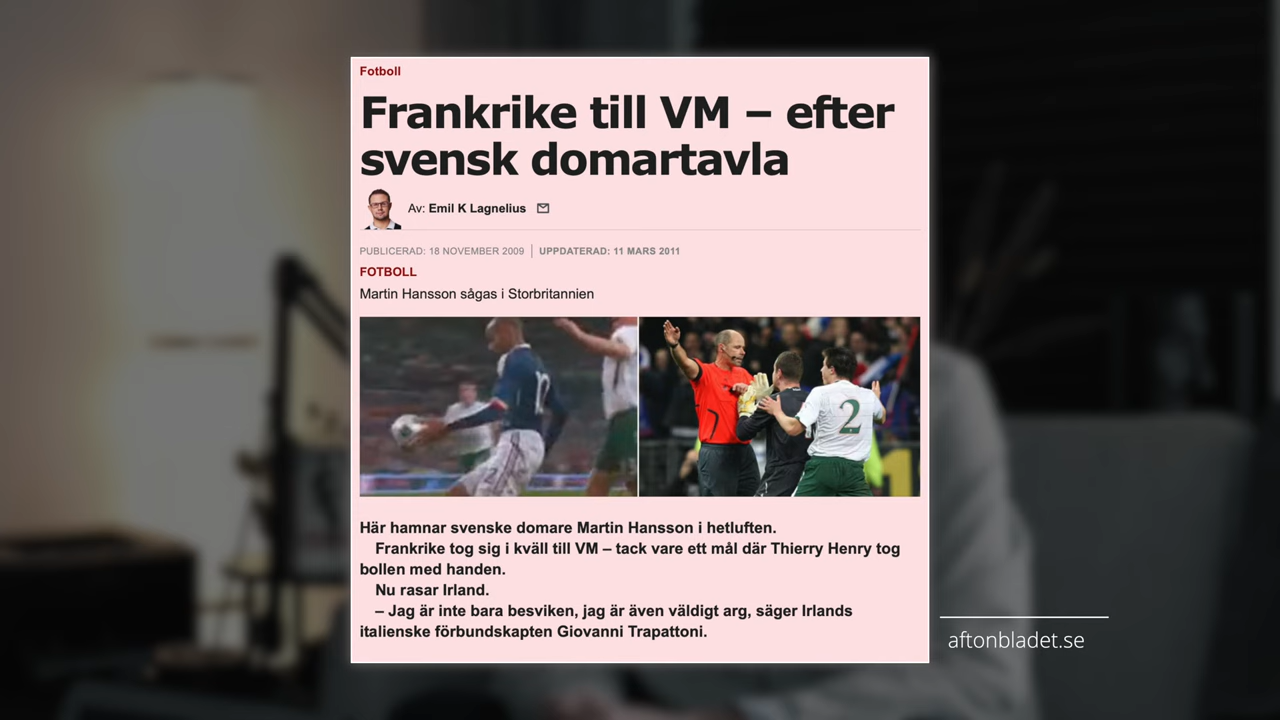 Fotboll
Frankrike till VM – efter
svensk domartavla
Av: Emil K Lagnelius
PUBLICERAD: 18 NOVEMBER 2009 | UPPDATERAD: 11 MARS 2011
FOTBOLL
Martin Hansson sågas i Storbritannien
12
2
Här hamnar svenske domare Martin Hansson i hetluften.
Frankrike tog sig i kväll till VM – tack vare ett mål där Thierry Henry tog
bollen med handen.
Nu rasar Irland.
– Jag är inte bara besviken, jag är även väldigt arg, säger Irlands
italienske förbundskapten Giovanni Trapattoni.
aftonbladet.se